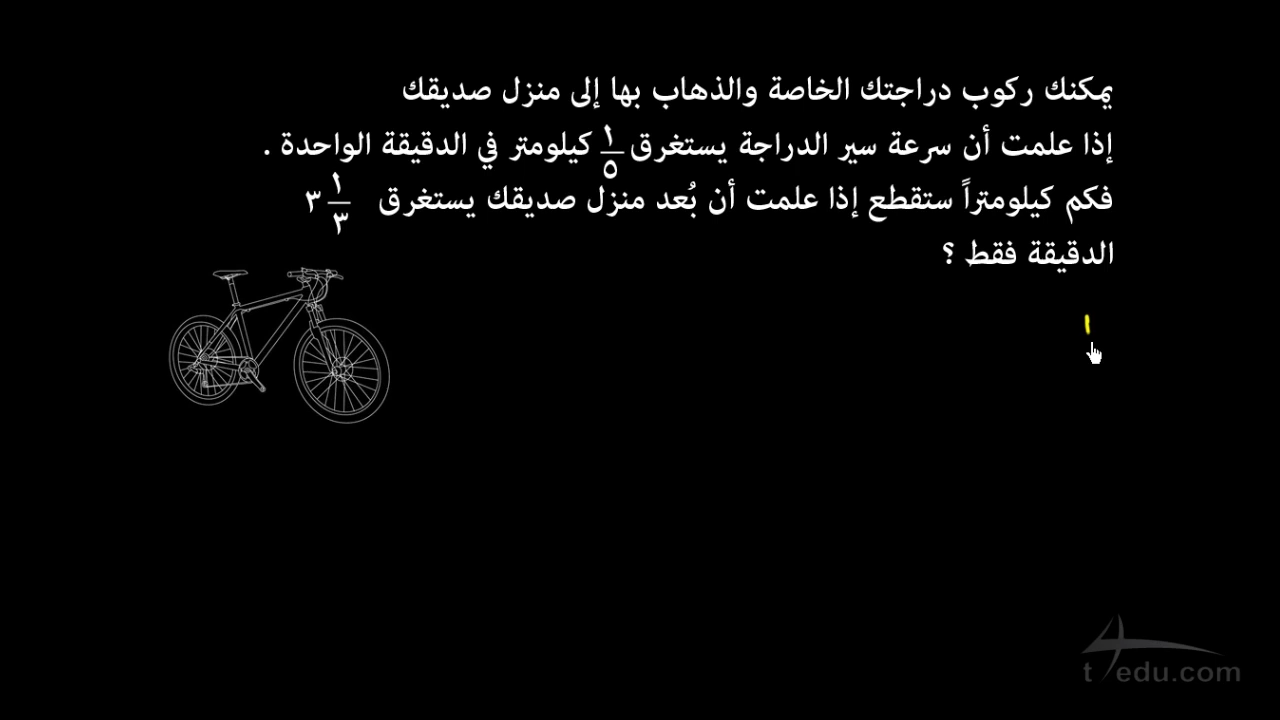 يمكنك ركوب دراجتك الخاصة والذهاب بها إلى منزل صديقك
إذا علمت أن سرعة سير الدراجة يستغرق ١/٥ كيلومتر في الدقيقة الواحدة .
فكم كيلومتراً ستقطع إذا علمت أن بُعد منزل صديقك يستغرق ٣ ١/٣
الدقيقة فقط ؟
١
t4edu.com